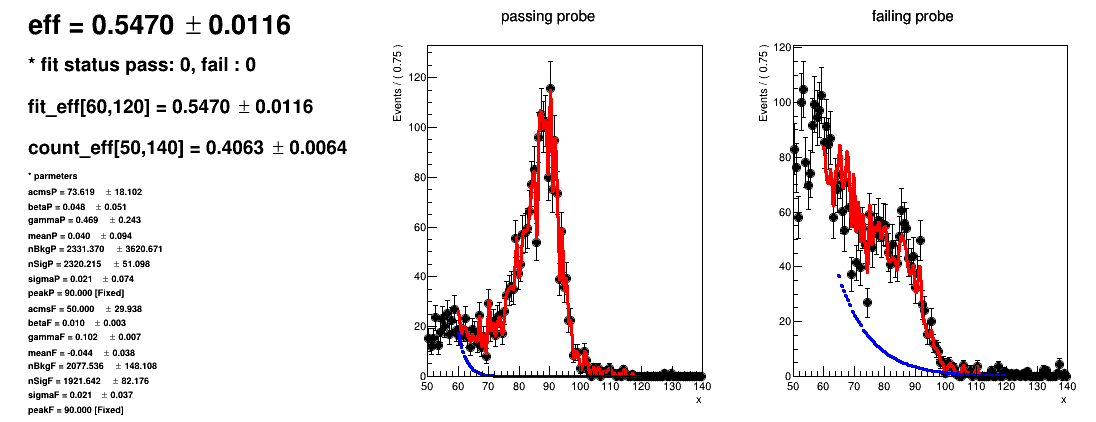 eff = 0.5470 ± 0.0116
* fit status pass: 0, fail : 0
fit_eff[60,120] = 0.5470 ± 0.0116
count_eff[50,140] = 0.4063 ± 0.0064
* parmeters
acmsP = 73.619 ± 18.102
betaP = 0.048 ± 0.051
gammaP = 0.469 ± 0.243
meanP = 0.040 ± 0.094
nBkgP = 2331.370 ± 3620.671
nSigP = 2320.215 ± 51.098
sigmaP = 0.021 ± 0.074
peakP = 90.000 [Fixed]
acmsF = 50.000 ± 29.938
betaF = 0.010 ± 0.003
gammaF = 0.102 ± 0.007
meanF = -0.044 ± 0.038
nBkgF = 2077.536 ± 148.108
nSigF = 1921.642 ± 82.176
sigmaF = 0.021 ± 0.037
peakF = 90.000 [Fixed]
passing probe
Events / ( 0.75 )
120
100
80
60
40
20
0
50 60 70 80 90 100 110 120 130 140
x
failing probe
Events / ( 0.75 )
120
100
80
60
40
20
0
50 60 70 80 90 100 110 120 130 140
x